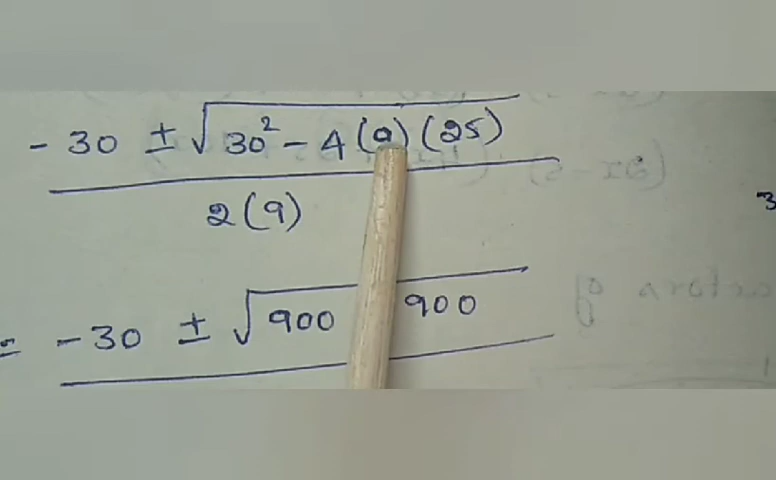 -30 ± √30² - 4(9)(25)
2(9)
= -30 ± √900 900